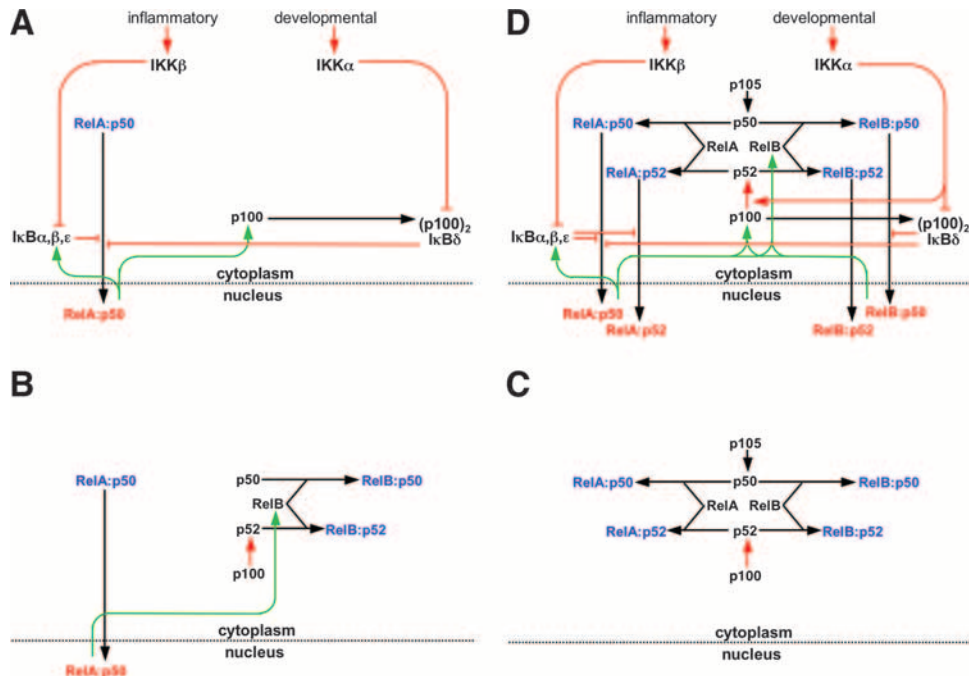 A
inflammatory
developmental
IKKβ
IKKα
RelA:p50
p100
(p100)2
IκBα,β,ε
IκBδ
cytoplasm
nucleus
RelA:p50
D
inflammatory
developmental
IKKβ
IKKα
p105
RelA:p50
p50
RelB:p50
RelA
RelB
RelA:p52
p52
RelB:p52
p100
(p100)2
IκBα,β,ε
IκBδ
cytoplasm
nucleus
RelA:p50
RelB:p50
RelA:p52
RelB:p52
B
RelA:p50
p50
RelB:p50
RelB
p52
RelB:p52
p100
cytoplasm
nucleus
RelA:p50
C
p105
RelA:p50
p50
RelB:p50
RelA
RelB
RelA:p52
p52
RelB:p52
p100
cytoplasm
nucleus